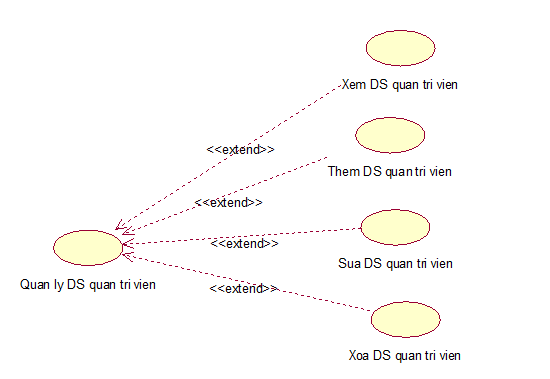 Xem DS quan tri vien
<<extend>>
Them DS quan tri vien
<<extend>>
<<extend>>
Sua DS quan tri vien
Quan ly DS quan tri vien
<<extend>>
Xoa DS quan tri vien